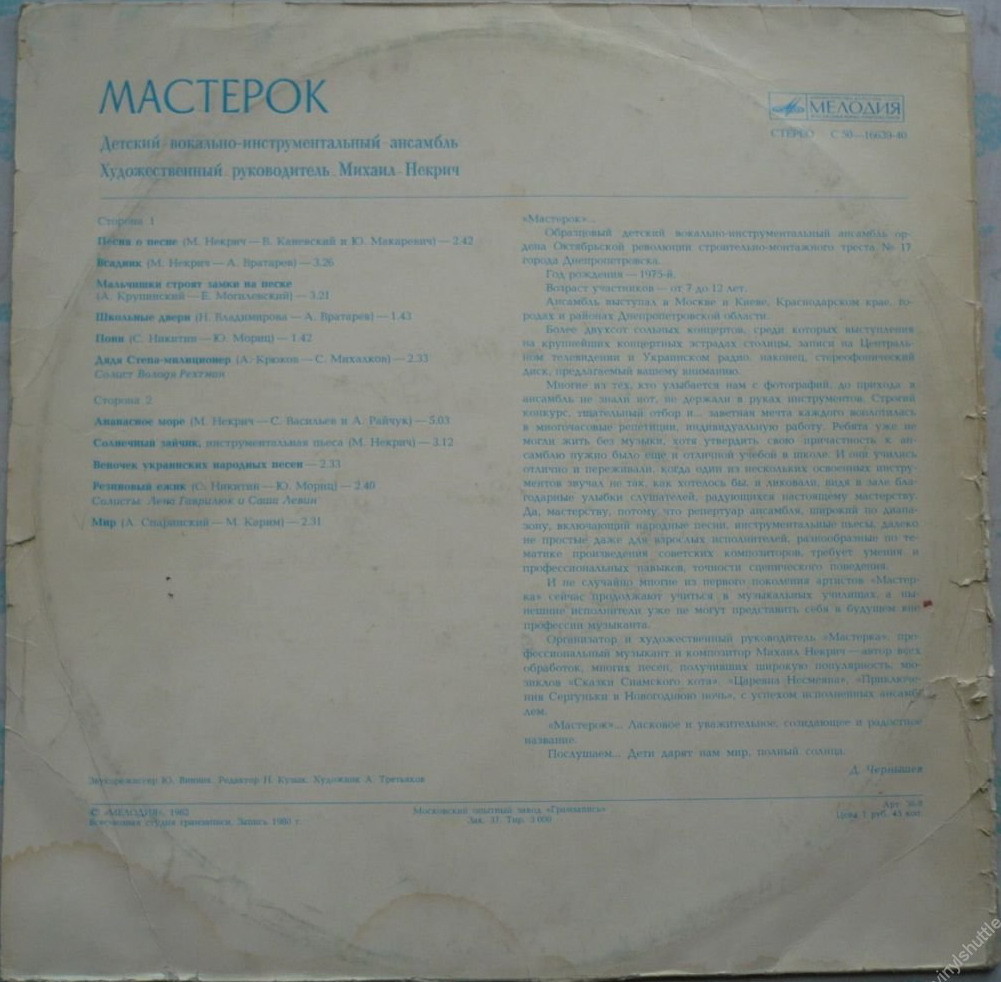 МАСТЕРОК
Детский вокально-инструментальный ансамбль
Художественный руководитель Михаил Некрич
МЕЛОДИЯ
СТЕРЕО С 50—16639-40
Сторона 1
Песня о песне (М. Некрич — В. Каневский и Ю. Макаревич) — 2.42
Всадник (М. Некрич — А. Вратарев) — 3.26
Мальчишки строят замки на песке
(А. Крупинский — Е. Могилевский) — 3.21
Школьные двери (Н. Владимирова — А. Вратарев) — 1.43
Пони (С. Никитин — Ю. Мориц) — 1.42
Дядя Степа-милиционер (А. Крюков — С. Михалков) — 2.33
Солист Володя Рехтман
Сторона 2
Ананасное море (М. Некрич — С. Васильев и А. Райчук) — 5.03
Солнечный зайчик, инструментальная пьеса (М. Некрич) — 3.12
Веночек украинских народных песен — 2.33
Резиновый ежик (С. Никитин — Ю. Мориц) — 2.40
Солисты Лена Гаврилюк и Саша Левин
Мир (А. Спаринский — М. Карим) — 2.31
«Мастерок»...
Образцовый детский вокально-инструментальный ансамбль ор-
дена Октябрьской революции строительно-монтажного треста № 17
города Днепропетровска.
Год рождения — 1975-й.
Возраст участников — от 7 до 12 лет.
Ансамбль выступал в Москве и Киеве, Краснодарском крае, го-
родах и районах Днепропетровской области.
Более двухсот сольных концертов, среди которых выступления
на крупнейших концертных эстрадах столицы, записи на Централь-
ном телевидении и Украинском радио, наконец, стереофонический
диск, предлагаемый вашему вниманию.
Многие из тех, кто улыбается нам с фотографий, до прихода в
ансамбль не знали нот, не держали в руках инструментов. Строгий
конкурс, тщательный отбор и... заветная мечта каждого воплотилась
в многочасовые репетиции, индивидуальную работу. Ребята уже не
могли жить без музыки, хотя утвердить свою причастность к ан-
самблю нужно было еще и отличной учебой в школе. И они учились
отлично и переживали, когда один из нескольких освоенных инстру-
ментов звучал не так, как хотелось бы, и ликовали, видя в зале бла-
годарные улыбки слушателей, радующихся настоящему мастерству.
Да, мастерству, потому что репертуар ансамбля, широкий по диапа-
зону, включающий народные песни, инструментальные пьесы, далеко
не простые даже для взрослых исполнителей, разнообразные по те-
матике произведения советских композиторов, требует умения и
профессиональных навыков, точности сценического поведения.
И не случайно многие из первого поколения артистов «Мастер-
ка» сейчас продолжают учиться в музыкальных училищах, а ны-
нешние исполнители уже не могут представить себя в будущем вне
профессии музыканта.
Организатор и художественный руководитель «Мастерка», про-
фессиональный музыкант и композитор Михаил Некрич — автор всех
обработок, многих песен, получивших широкую популярность, мю-
зиклов «Сказки Сиамского кота», «Царевна Несмеяна», «Приключе-
ния Сергуньки в Новогоднюю ночь», с успехом исполненных ансамб-
лем.
«Мастерок»... Ласковое и уважительное, созидающее и радостное
название.
Послушаем... Дети дарят нам мир, полный солнца.
Д. Чернышев
Звукорежиссер Ю. Винник. Редактор Н. Кузык. Художник А. Третьяков
© «МЕЛОДИЯ», 1982
Всесоюзная студия грамзаписи. Запись 1980 г.
Московский опытный завод «Грамзапись»
Зак. 37. Тир. 3 000
Арт. 36-8
Цена 1 руб. 45 коп.
vinylshuttle